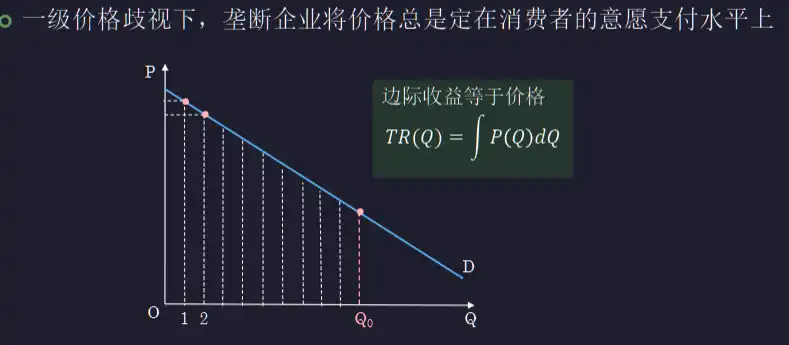 一级价格歧视下，垄断企业将价格总是定在消费者的意愿支付水平上
P
边际收益等于价格
TR(Q) = ∫ P(Q)dQ
D
O
1 2 Q₀ Q